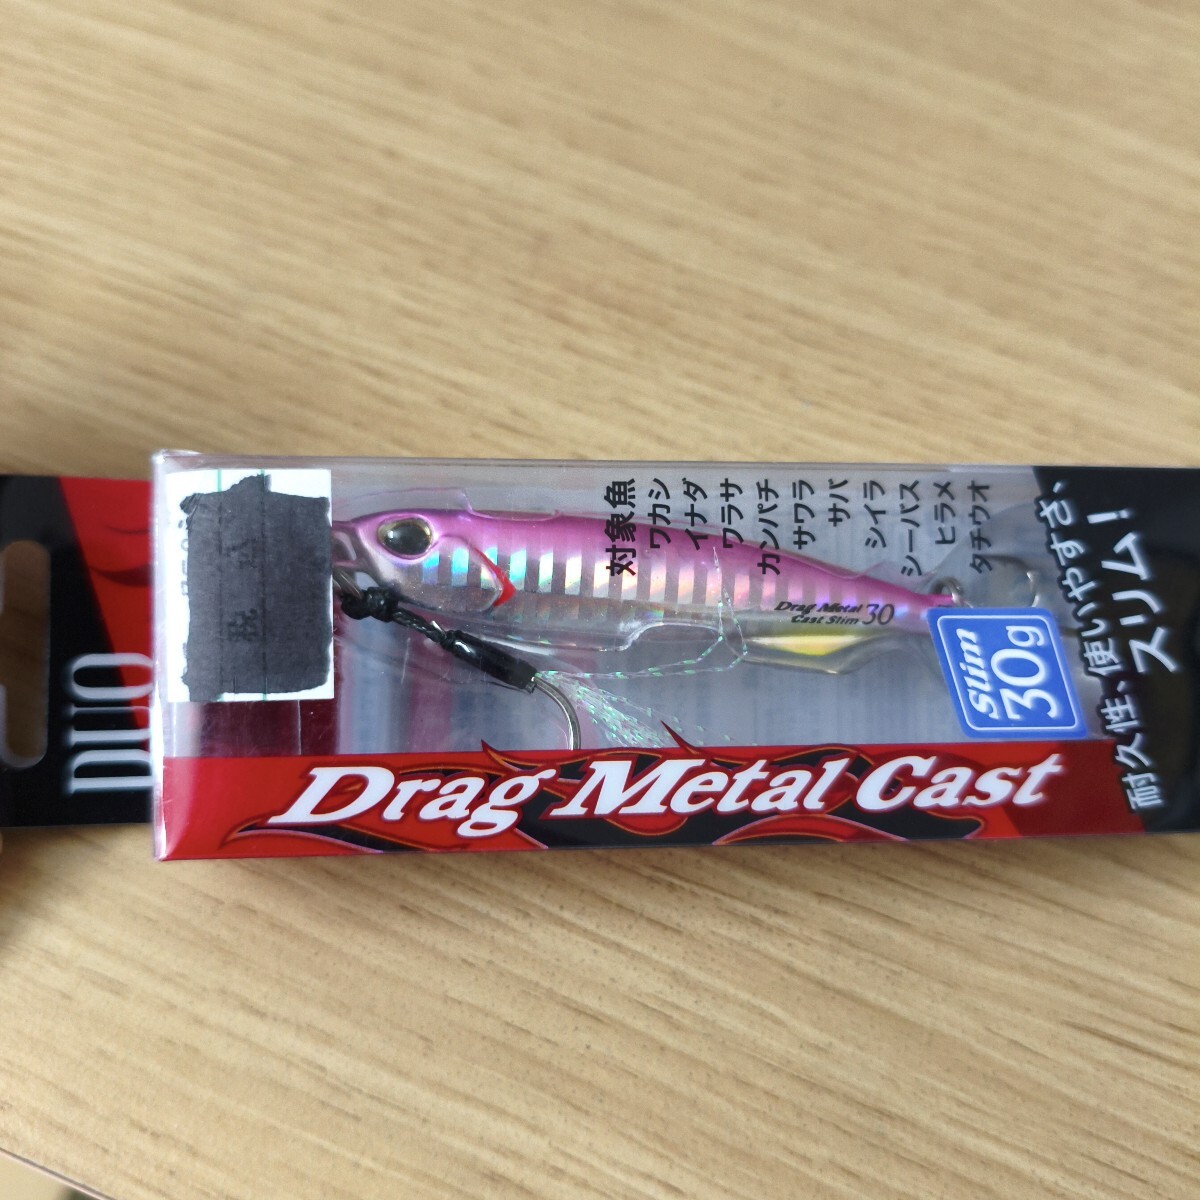 DUO
対象魚
ワカシ
イナダ
ワラサ
カンパチ
サワラ
サバ
シイラ
シーバス
ヒラメ
タチウオ
Drag Metal
Cast Slim 30
Slim
30g
耐久性、使いやすさ、
スリム!
Drag Metal Cast